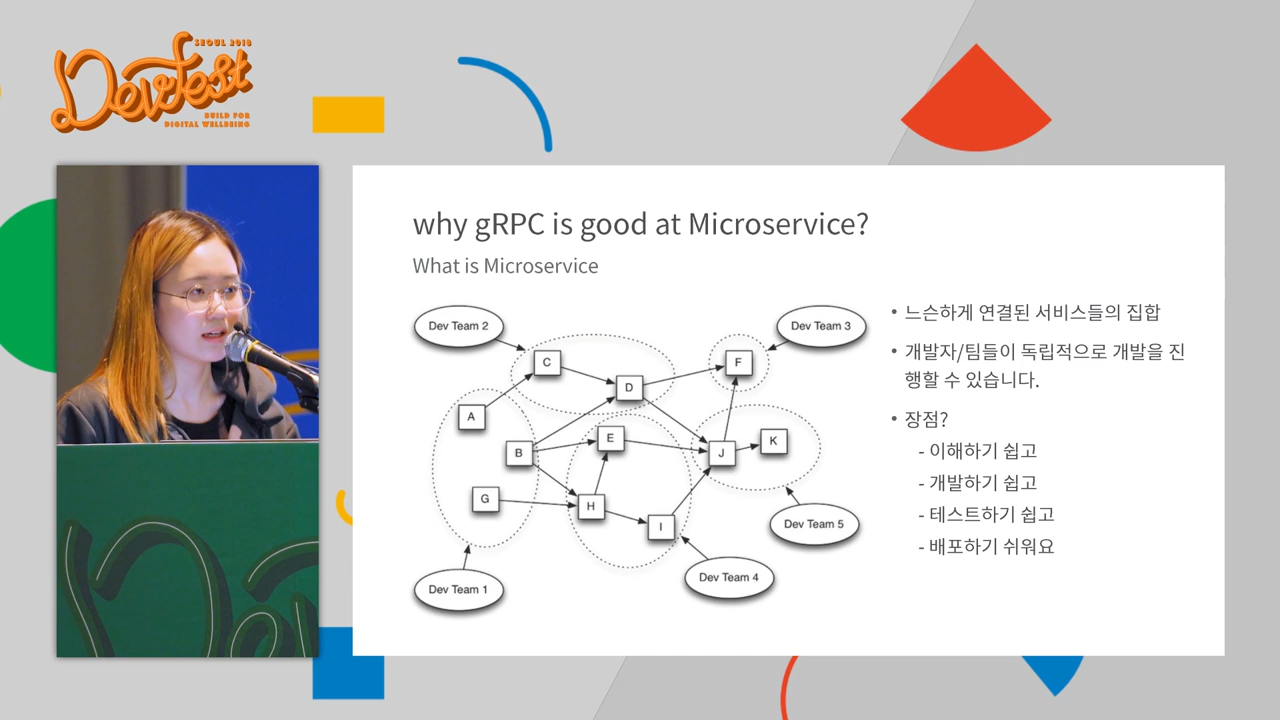 SEOUL 2018
DevFest
BUILD FOR
DIGITAL WELLBEING
why gRPC is good at Microservice?
What is Microservice
Dev Team 2
Dev Team 3
C
F
D
A
E
K
B
J
G
H
I
Dev Team 5
Dev Team 4
Dev Team 1
• 느슨하게 연결된 서비스들의 집합
• 개발자/팀들이 독립적으로 개발을 진
행할 수 있습니다.
• 장점?
- 이해하기 쉽고
- 개발하기 쉽고
- 테스트하기 쉽고
- 배포하기 쉬워요
De